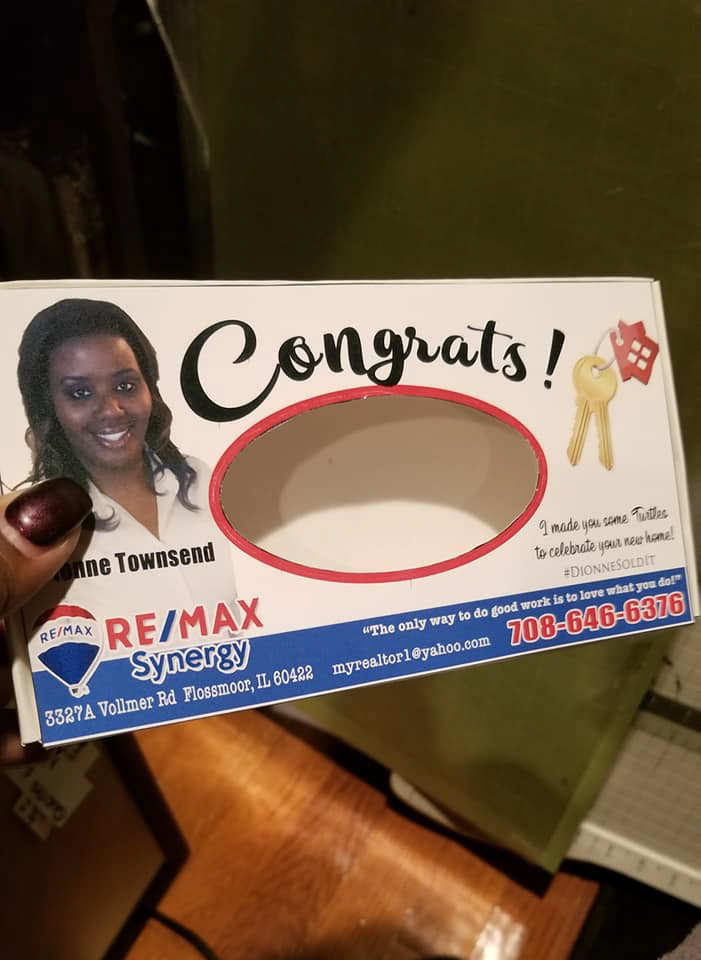 Congrats!
I made you some Turtles
to celebrate your new home!
#DIONNESOLDIT
onne Townsend
RE/MAX
RE/MAX
Synergy
"The only way to do good work is to love what you do!"
3327A Vollmer Rd Flossmoor, IL 60422 myrealtor1@yahoo.com 708-646-6376